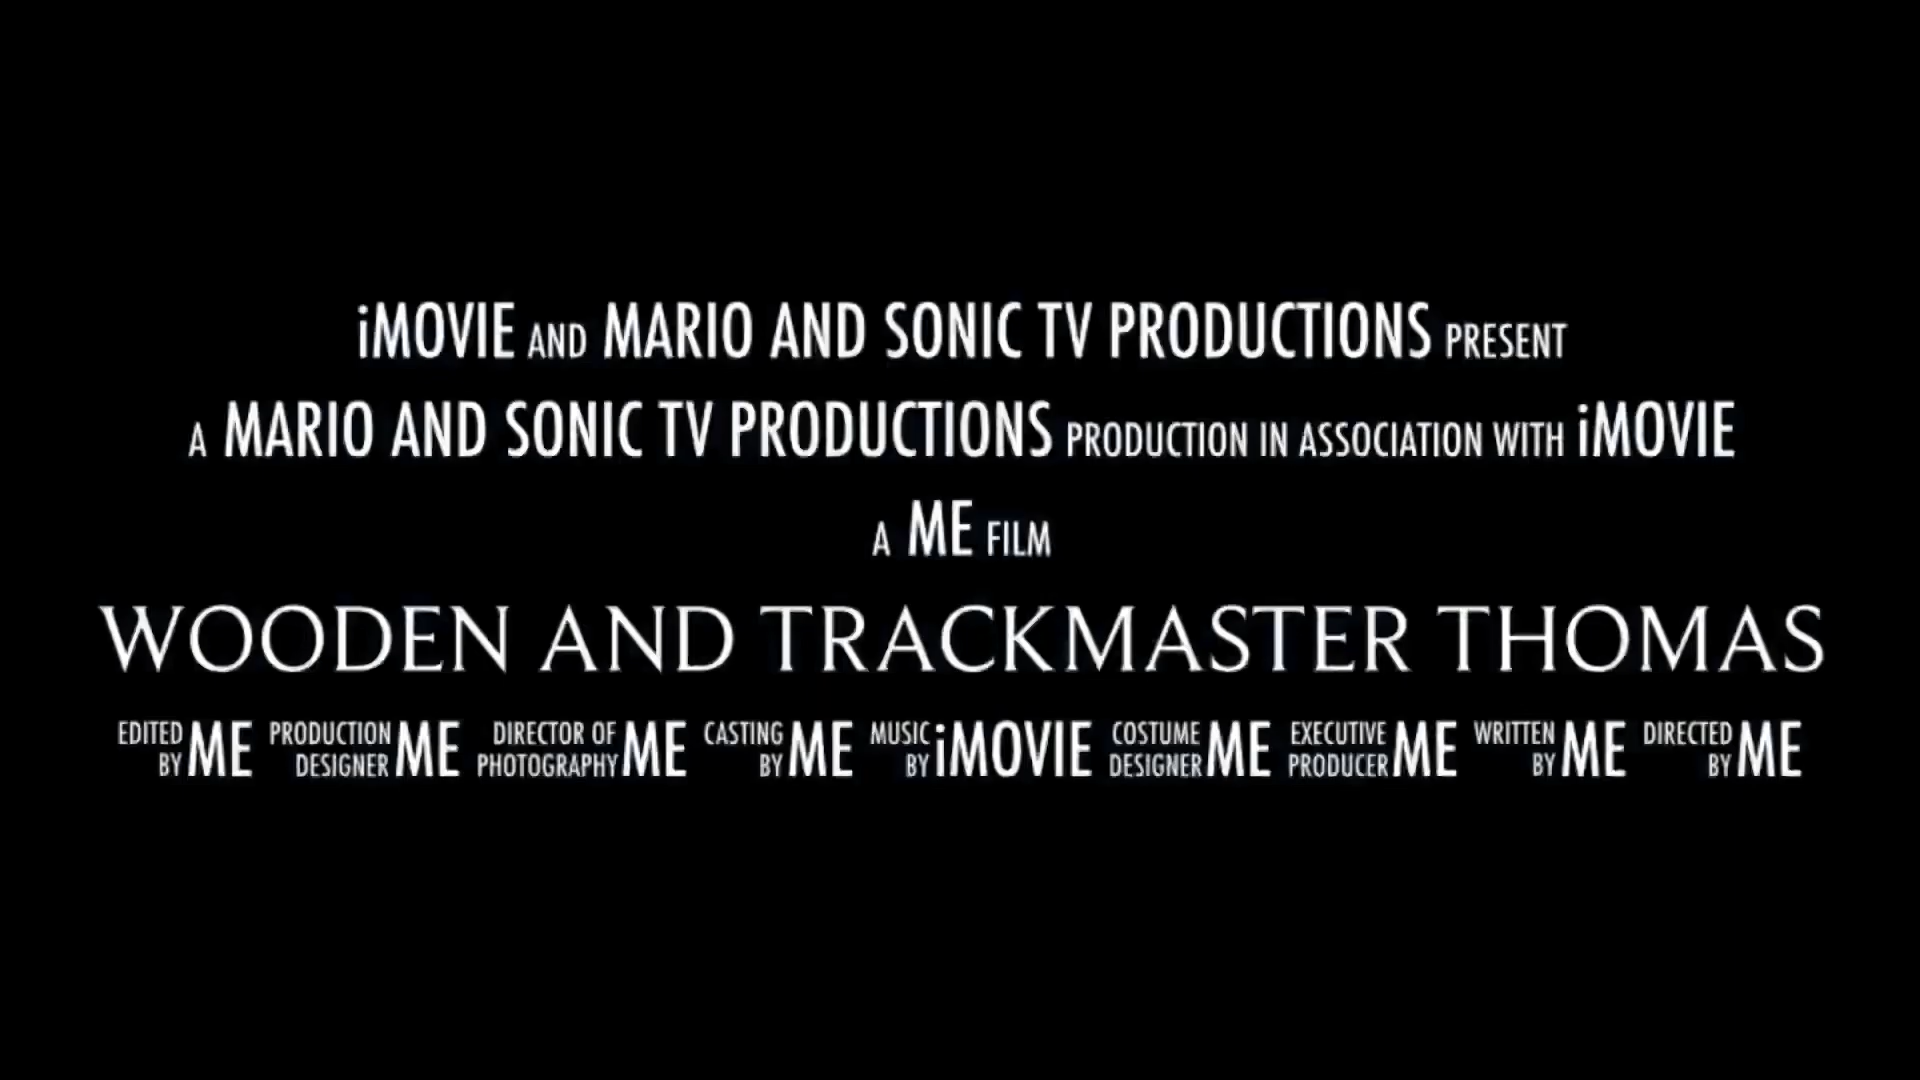 iMOVIE AND MARIO AND SONIC TV PRODUCTIONS PRESENT
A MARIO AND SONIC TV PRODUCTIONS PRODUCTION IN ASSOCIATION WITH iMOVIE
A ME FILM
WOODEN AND TRACKMASTER THOMAS
EDITED BY ME PRODUCTION DESIGNER ME DIRECTOR OF PHOTOGRAPHY ME CASTING BY ME MUSIC BY iMOVIE COSTUME DESIGNER ME EXECUTIVE PRODUCER ME WRITTEN BY ME DIRECTED BY ME